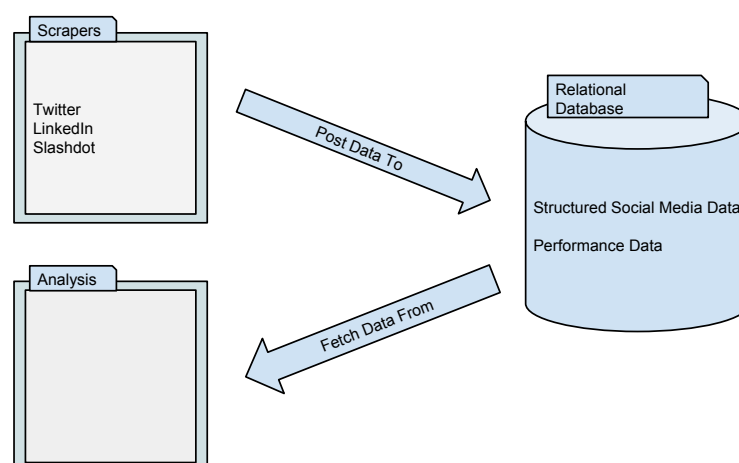 Scrapers
Twitter
LinkedIn
Slashdot
Post Data To
Relational
Database
Structured Social Media Data
Performance Data
Analysis
Fetch Data From